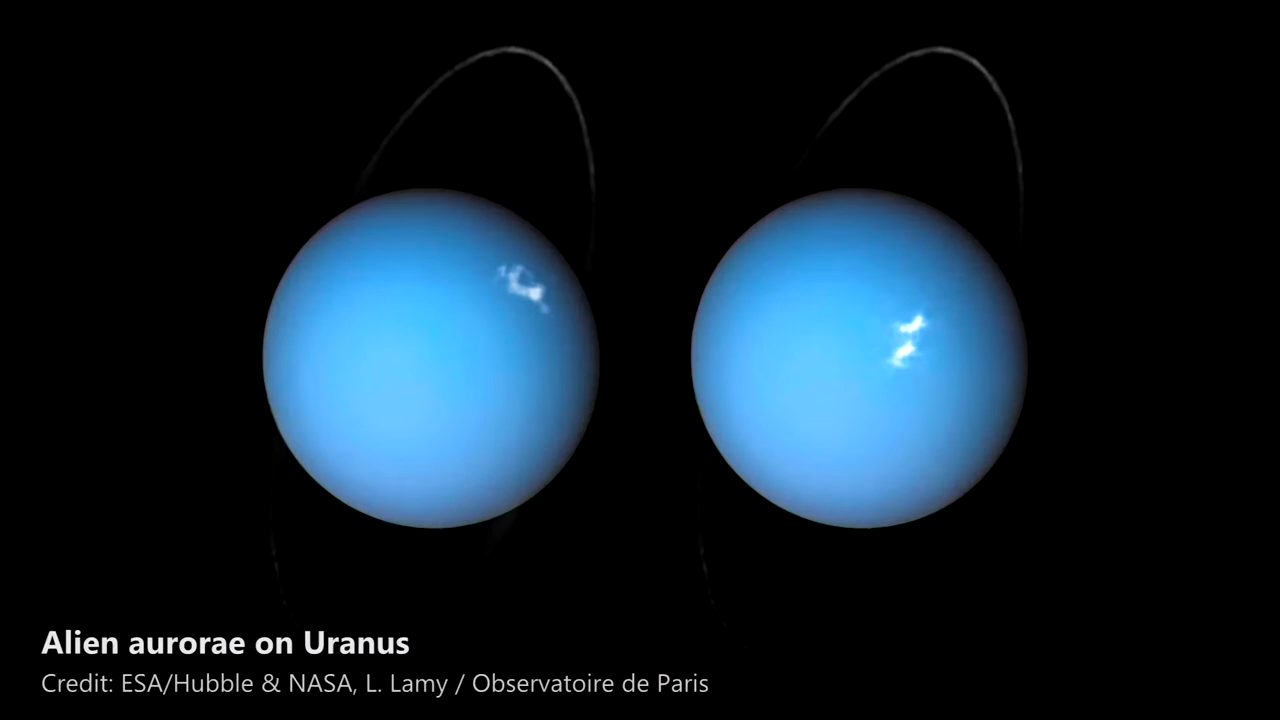 Alien aurorae on Uranus
Credit: ESA/Hubble & NASA, L. Lamy / Observatoire de Paris